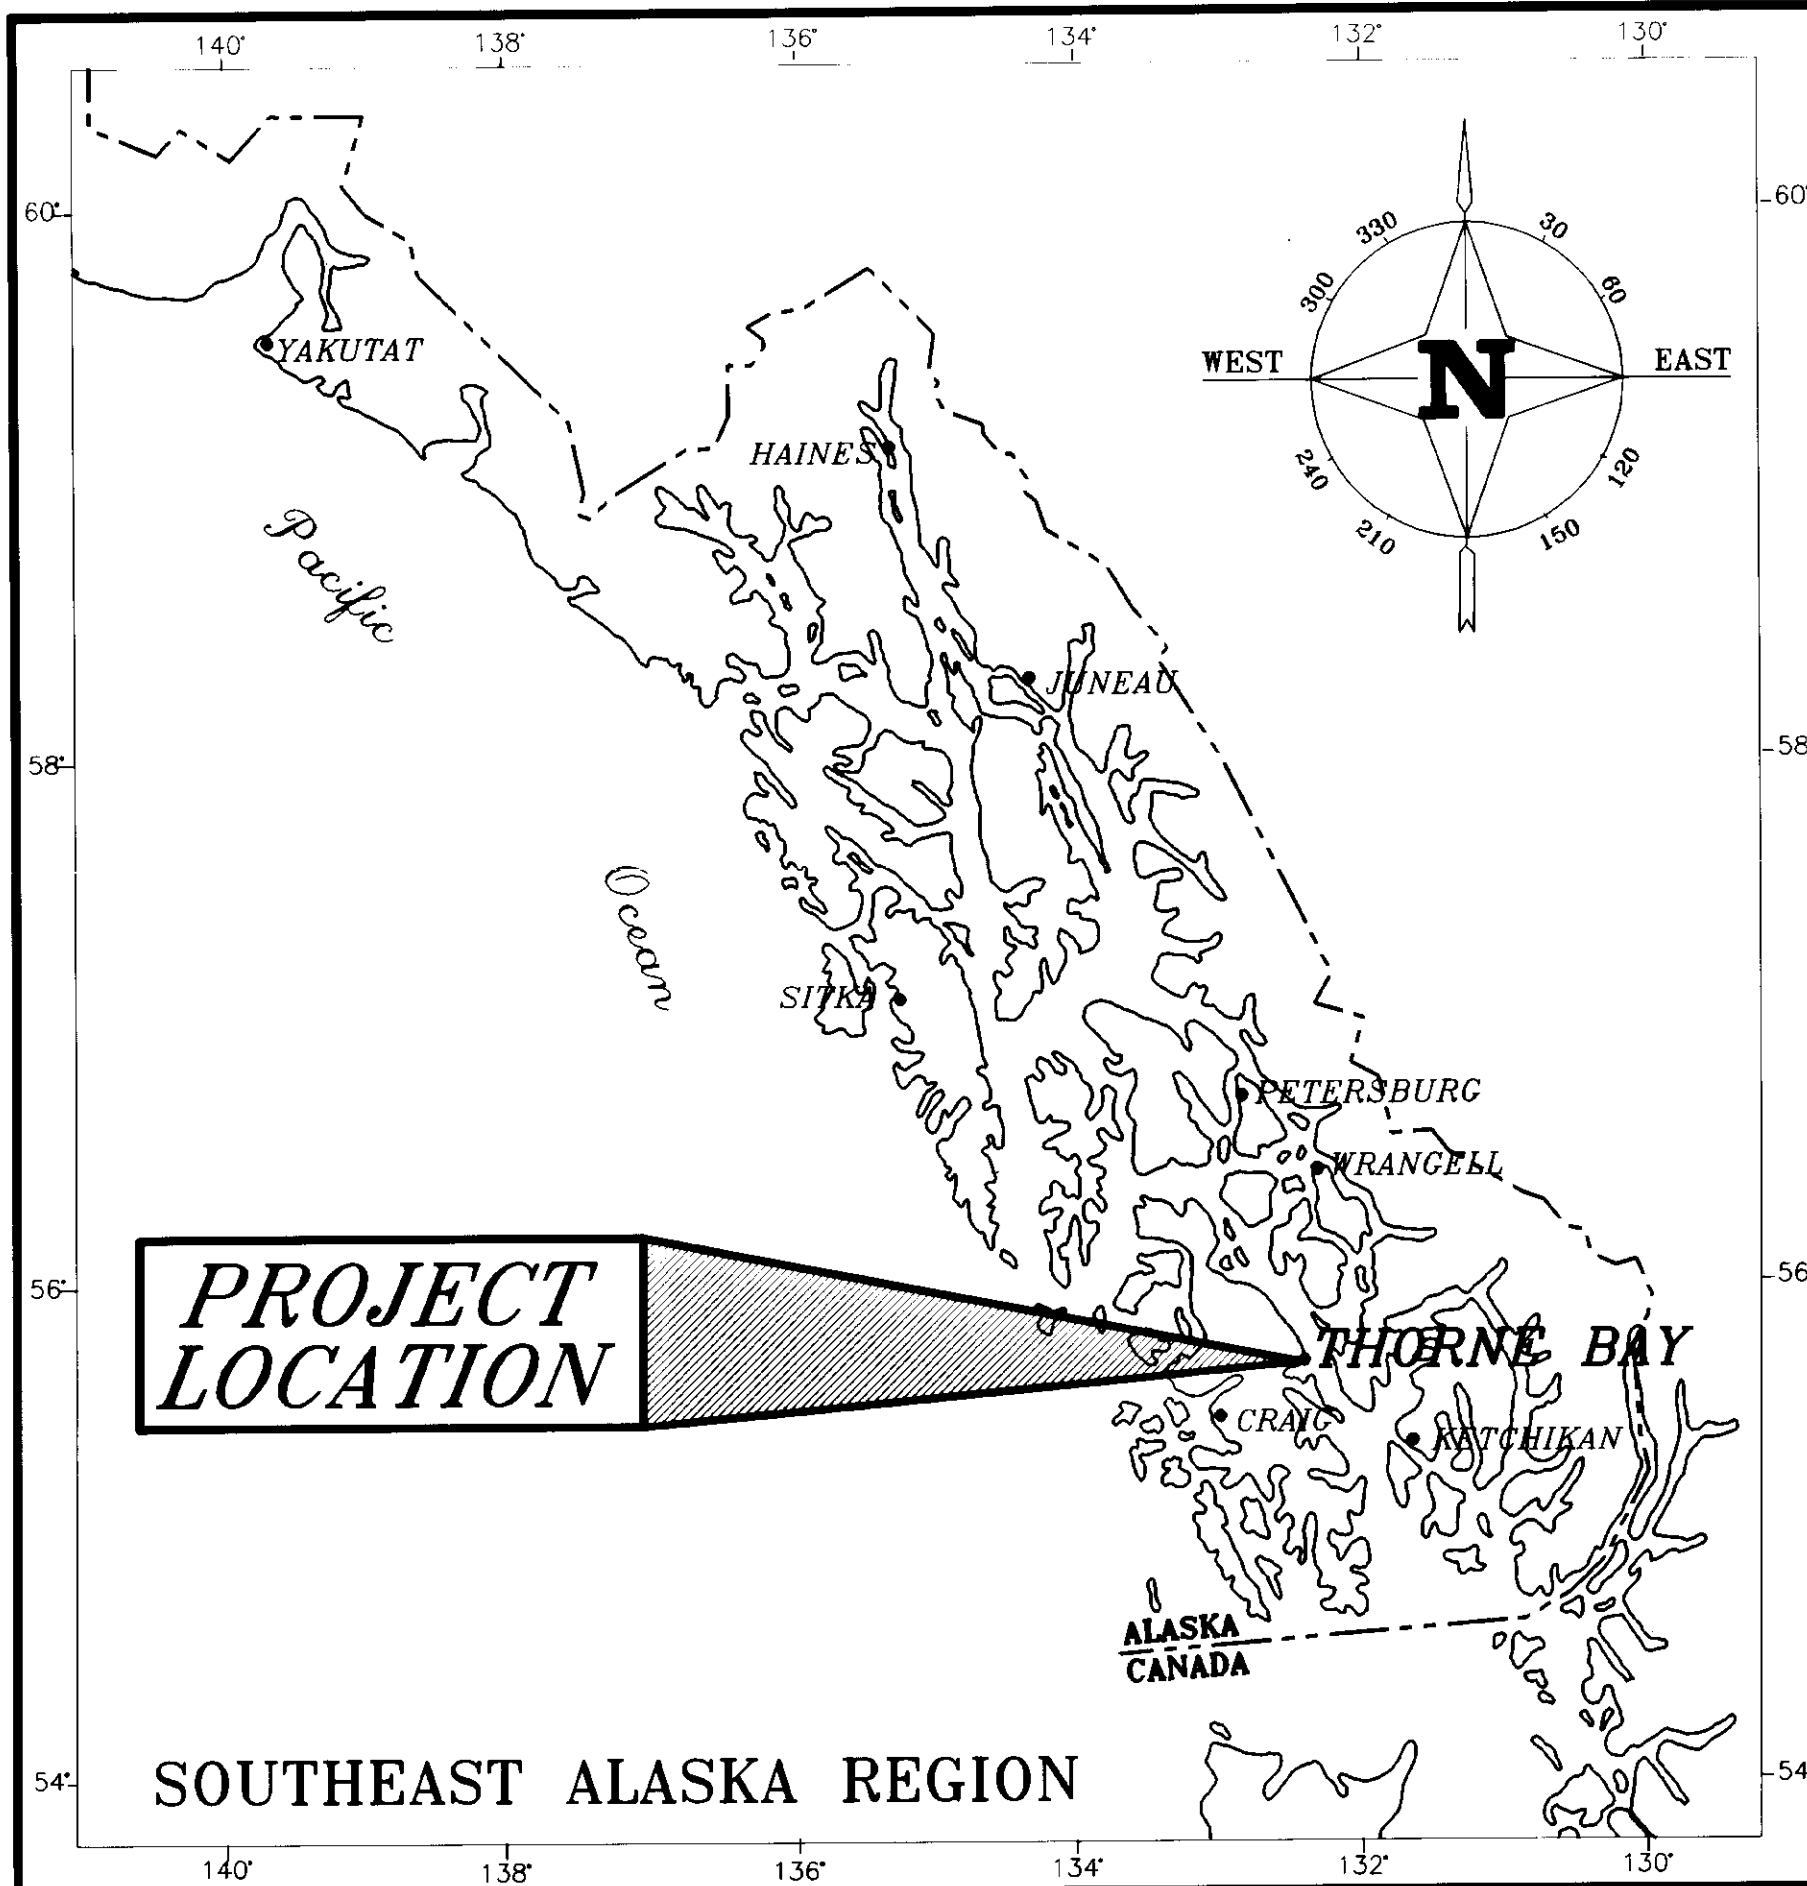 140°
138°
136°
134°
132°
130°
60°
60°
330
30
300
60
WEST
N
EAST
240
120
210
150
YAKUTAT
HAINES
Pacific
JUNEAU
58°
58
Ocean
SITKA
PETERSBURG
WRANGELL
56°
56
PROJECT
LOCATION
THORNE BAY
CRAIG
KETCHIKAN
ALASKA
CANADA
54°
54
SOUTHEAST ALASKA REGION
140°
138°
136°
134°
132°
130°